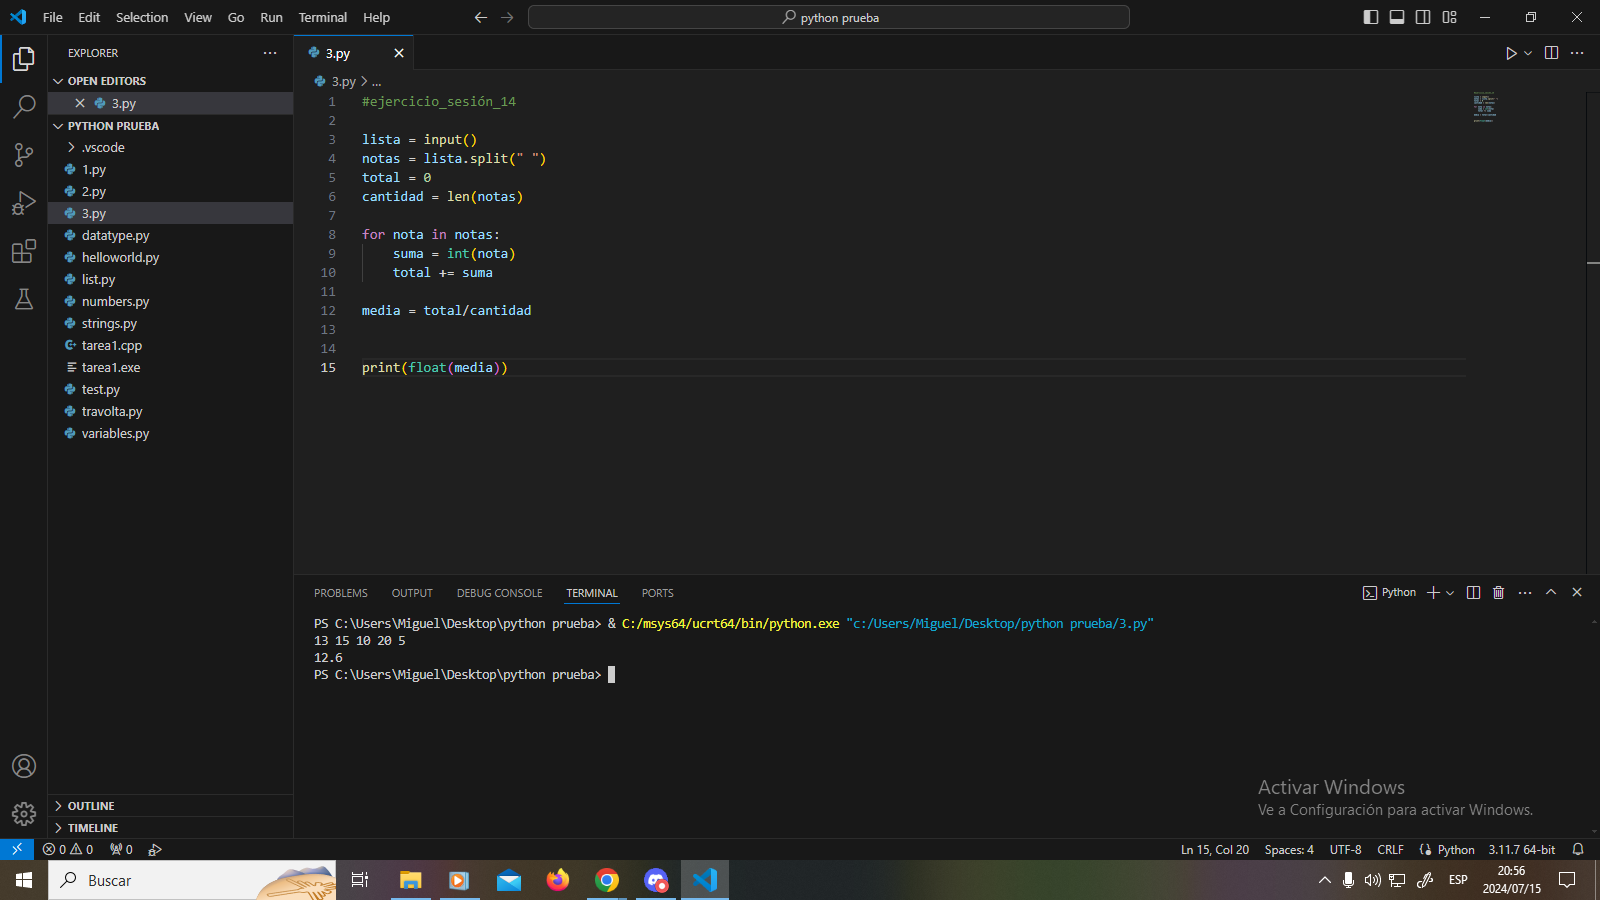 File Edit Selection View Go Run Terminal Help
python prueba
EXPLORER
OPEN EDITORS
3.py
PYTHON PRUEBA
.vscode
1.py
2.py
3.py
datatype.py
helloworld.py
list.py
numbers.py
strings.py
tarea1.cpp
tarea1.exe
test.py
travolta.py
variables.py
OUTLINE
TIMELINE
3.py
3.py > ...
1 #ejercicio_sesión_14
2
3 lista = input()
4 notas = lista.split(" ")
5 total = 0
6 cantidad = len(notas)
7
8 for nota in notas:
9 suma = int(nota)
10 total += suma
11
12 media = total/cantidad
13
14
15 print(float(media))
PROBLEMS OUTPUT DEBUG CONSOLE TERMINAL PORTS
Python
PS C:\Users\Miguel\Desktop\python prueba> & C:/msys64/ucrt64/bin/python.exe "c:/Users/Miguel/Desktop/python prueba/3.py"
13 15 10 20 5
12.6
PS C:\Users\Miguel\Desktop\python prueba>
Activar Windows
Ve a Configuración para activar Windows.
0 0 0
Ln 15, Col 20 Spaces: 4 UTF-8 CRLF Python 3.11.7 64-bit
Buscar
ESP
20:56
2024/07/15